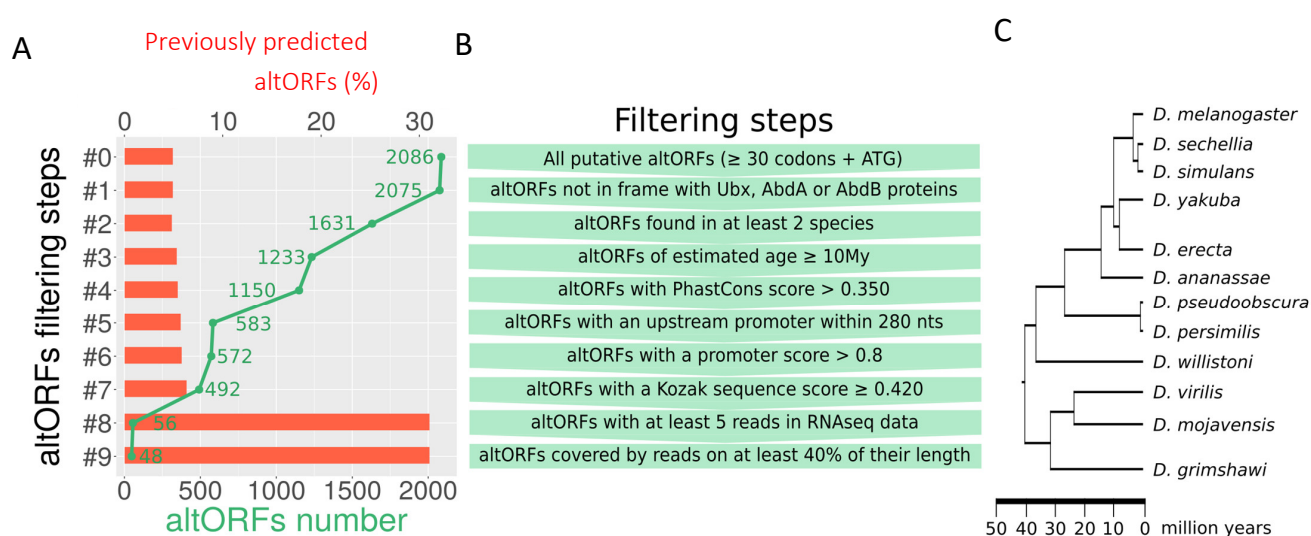 A
Previously predicted
altORFs (%)
0 10 20 30
altORFs filtering steps
#0 2086
#1 2075
#2 1631
#3 1233
#4 1150
#5 583
#6 572
#7 492
#8 56
#9 48
0 500 1000 1500 2000
altORFs number
B
Filtering steps
All putative altORFs (≥ 30 codons + ATG)
altORFs not in frame with Ubx, AbdA or AbdB proteins
altORFs found in at least 2 species
altORFs of estimated age ≥ 10My
altORFs with PhastCons score > 0.350
altORFs with an upstream promoter within 280 nts
altORFs with a promoter score > 0.8
altORFs with a Kozak sequence score ≥ 0.420
altORFs with at least 5 reads in RNAseq data
altORFs covered by reads on at least 40% of their length
C
D. melanogaster
D. sechellia
D. simulans
D. yakuba
D. erecta
D. ananassae
D. pseudoobscura
D. persimilis
D. willistoni
D. virilis
D. mojavensis
D. grimshawi
50 40 30 20 10 0 million years